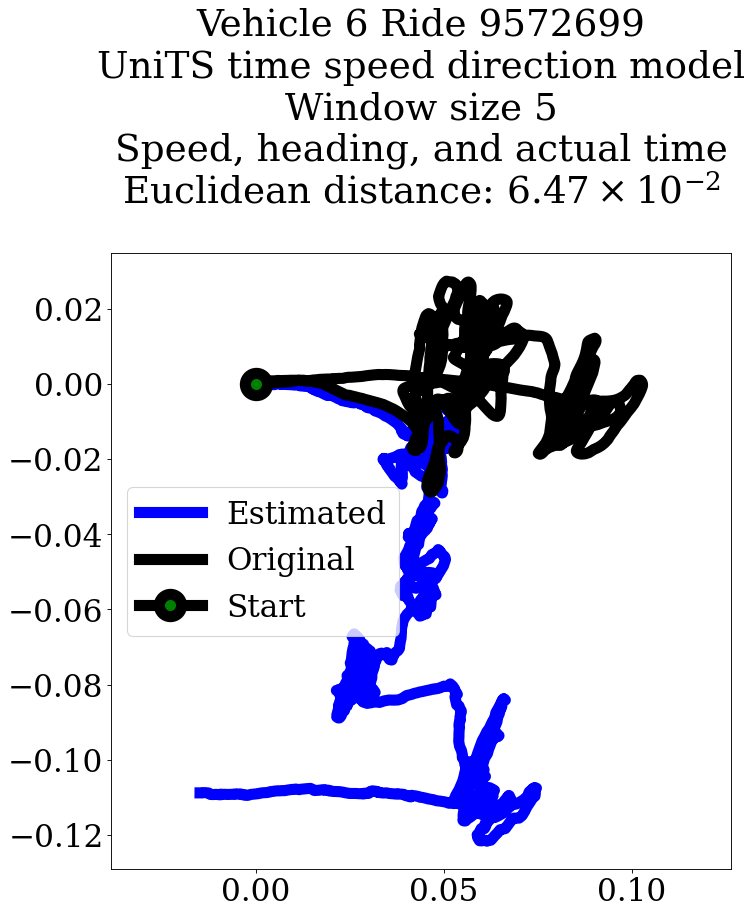 Vehicle 6 Ride 9572699
UniTS time speed direction model
Window size 5
Speed, heading, and actual time
Euclidean distance: 6.47 × 10⁻²
0.02
0.00
−0.02
−0.04
−0.06
−0.08
−0.10
−0.12
Estimated
Original
Start
0.00 0.05 0.10